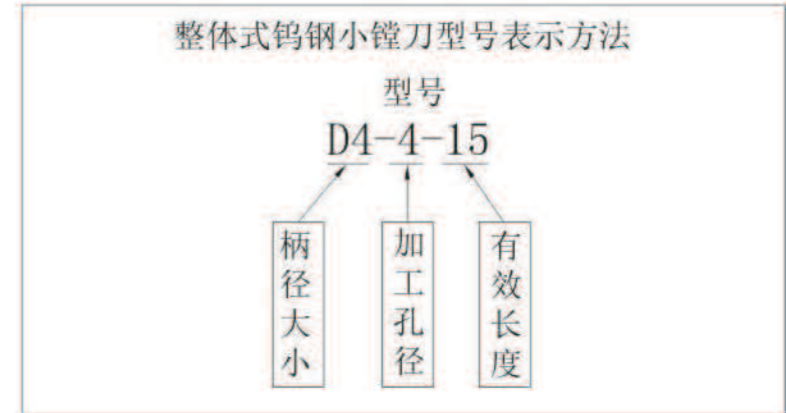 整体式钨钢小镗刀型号表示方法
型号
D4-4-15
柄径大小
加工孔径
有效长度